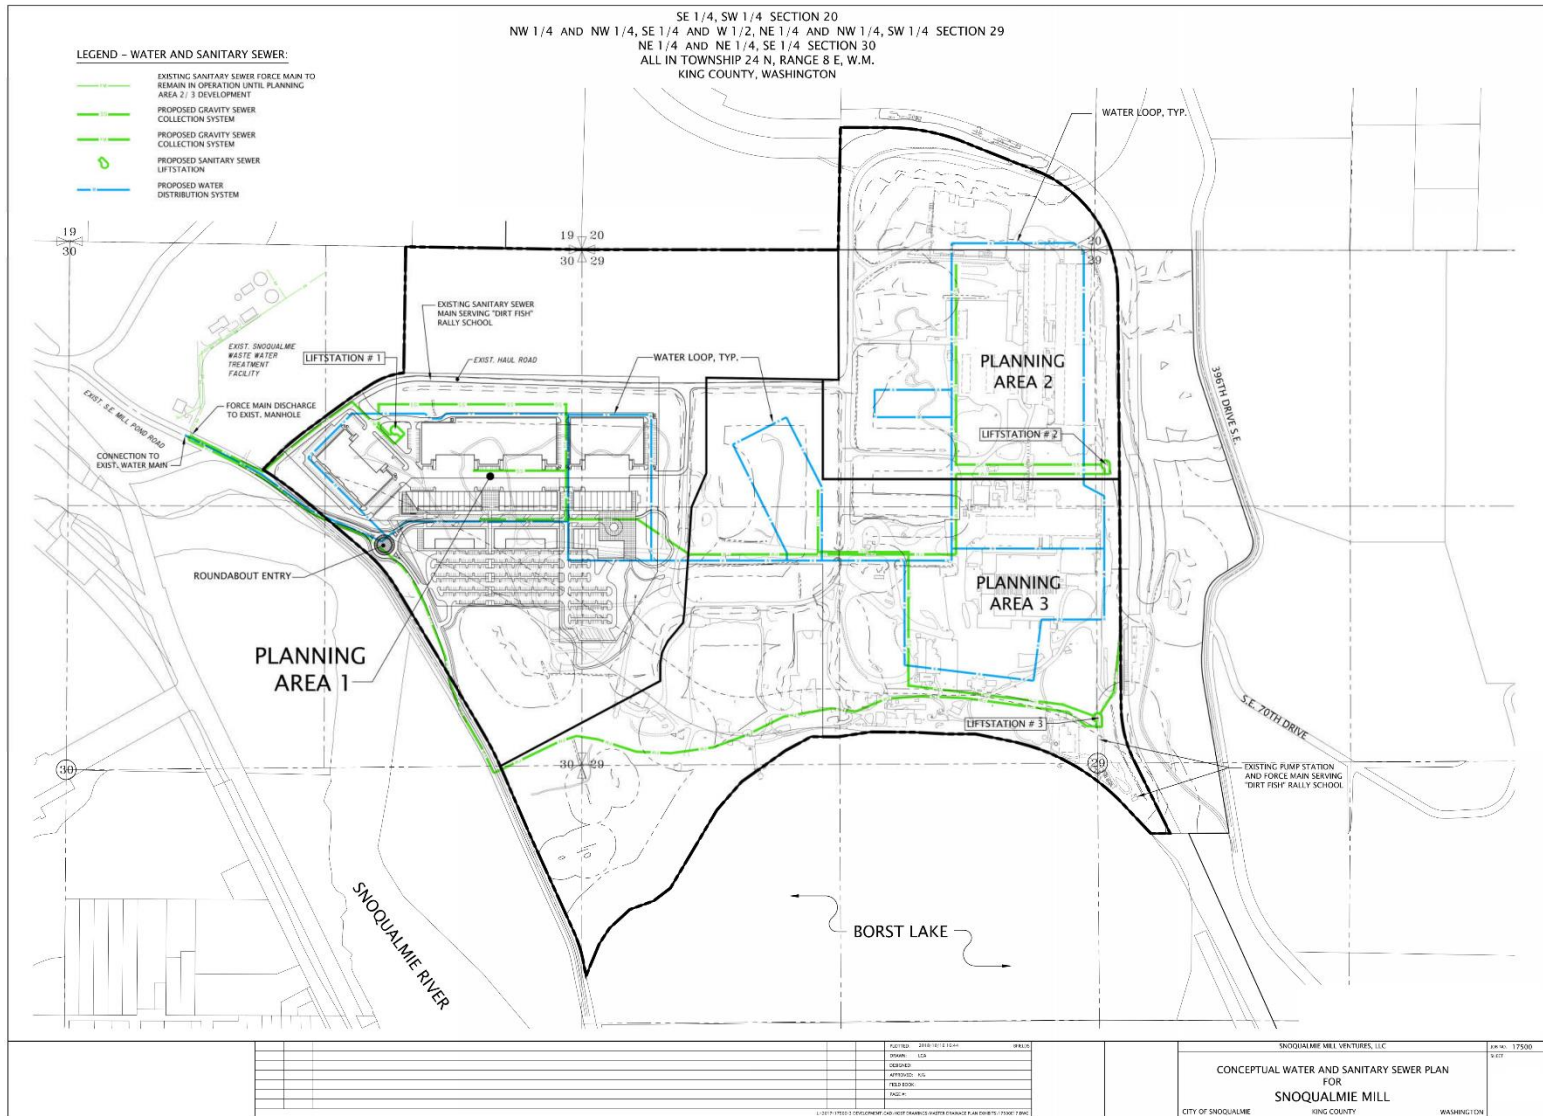 SE 1/4, SW 1/4 SECTION 20
NW 1/4 AND NW 1/4, SE 1/4 AND W 1/2, NE 1/4 AND NW 1/4, SW 1/4 SECTION 29
NE 1/4 AND NE 1/4, SE 1/4 SECTION 30
ALL IN TOWNSHIP 24 N, RANGE 8 E, W.M.
KING COUNTY, WASHINGTON
LEGEND - WATER AND SANITARY SEWER:
EXISTING SANITARY SEWER FORCE MAIN TO
REMAIN IN OPERATION UNTIL PLANNING
AREA 2/ 3 DEVELOPMENT
PROPOSED GRAVITY SEWER
COLLECTION SYSTEM
PROPOSED GRAVITY SEWER
COLLECTION SYSTEM
PROPOSED SANITARY SEWER
LIFTSTATION
PROPOSED WATER
DISTRIBUTION SYSTEM
WATER LOOP, TYP.
19
30
19 20
30 29
20
29
EXISTING SANITARY SEWER
MAIN SERVING "DIRT FISH"
RALLY SCHOOL
EXIST. SNOQUALMIE
WASTE WATER
TREATMENT
FACILITY
LIFTSTATION # 1
EXIST. HAUL ROAD
WATER LOOP, TYP.
PLANNING
AREA 2
396TH DRIVE S.E.
EXIST. S.E. MILL POND ROAD
FORCE MAIN DISCHARGE
TO EXIST. MANHOLE
CONNECTION TO
EXIST. WATER MAIN
LIFTSTATION # 2
ROUNDABOUT ENTRY
PLANNING
AREA 3
PLANNING
AREA 1
LIFTSTATION # 3
S.E. 70TH DRIVE
30
30 29
29
EXISTING PUMP STATION
AND FORCE MAIN SERVING
"DIRT FISH" RALLY SCHOOL
SNOQUALMIE RIVER
BORST LAKE
PLOTTED:
DRAWN:
DESIGNED:
APPROVED:
FIELD BOOK:
PAGE #:
SNOQUALMIE MILL VENTURES, LLC
JOB NO. 17500
SHEET
CONCEPTUAL WATER AND SANITARY SEWER PLAN
FOR
SNOQUALMIE MILL
CITY OF SNOQUALMIE KING COUNTY WASHINGTON